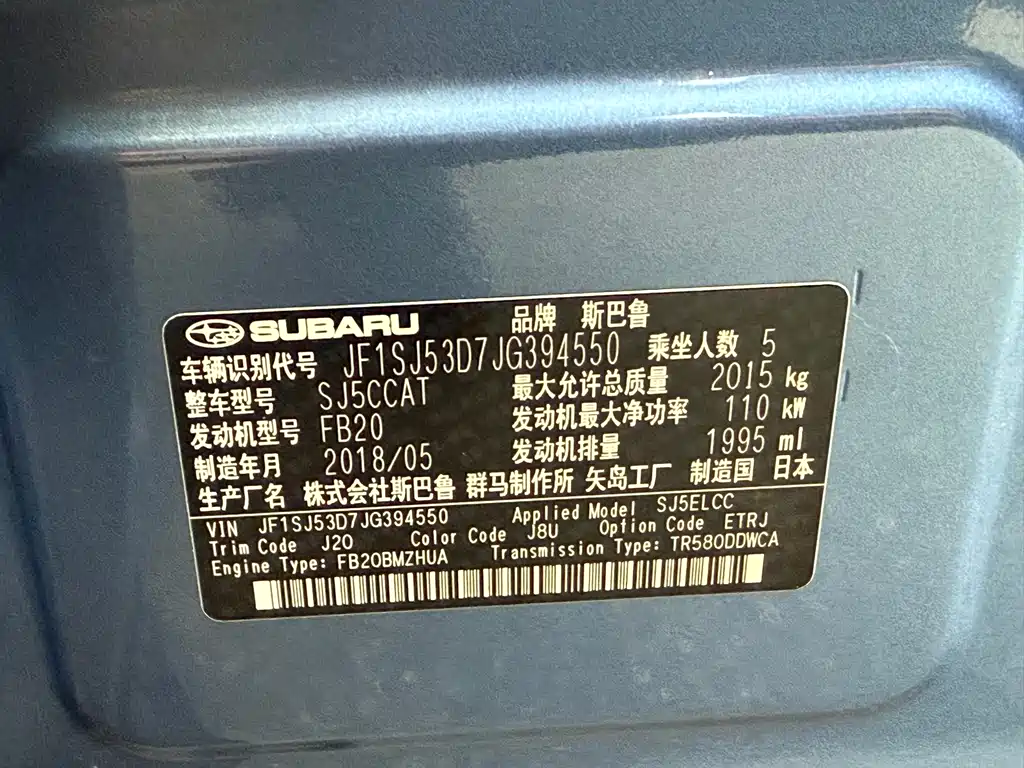 SUBARU 品牌 斯巴鲁
车辆识别代号 JF1SJ53D7JG394550 乘坐人数 5
整车型号 SJ5CCAT 最大允许总质量 2015 kg
发动机型号 FB20 发动机最大净功率 110 kW
制造年月 2018/05 发动机排量 1995 ml
生产厂名 株式会社斯巴鲁 群马制作所 矢岛工厂 制造国 日本
VIN JF1SJ53D7JG394550 Applied Model SJ5ELCC
Trim Code J20 Color Code J8U Option Code ETRJ
Engine Type: FB20BMZHUA Transmission Type: TR580DDWCA